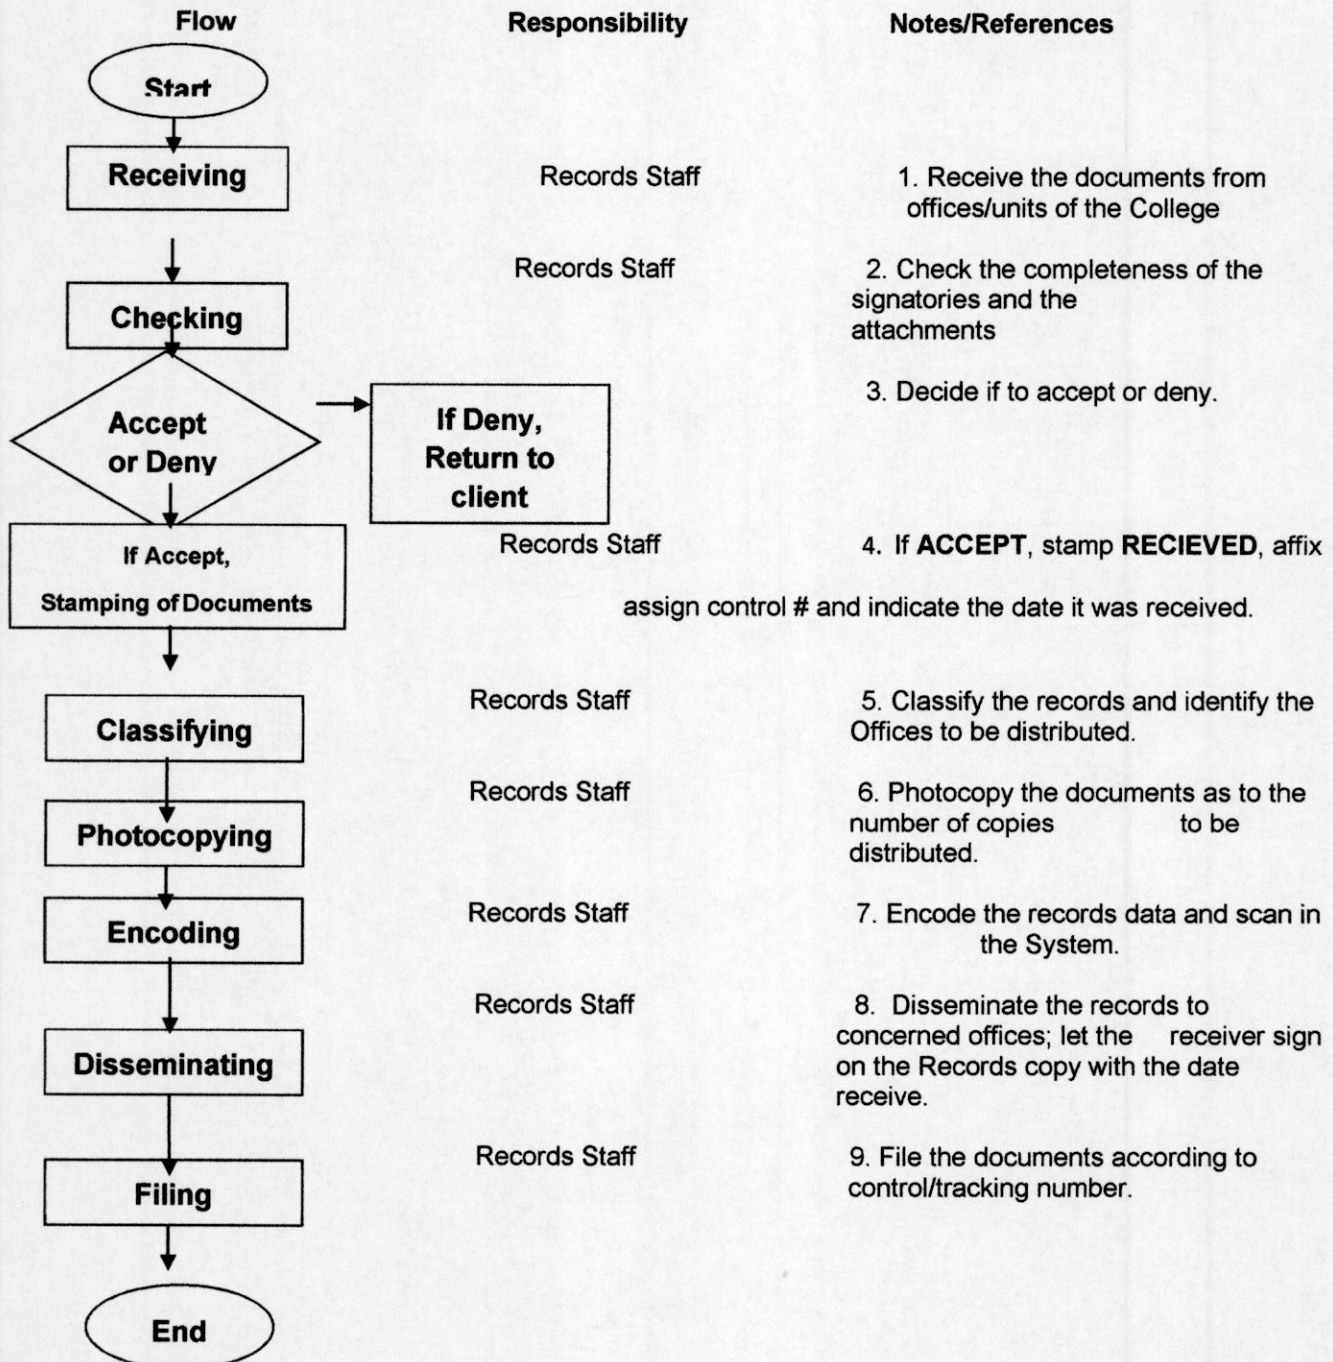 Flow Responsibility Notes/References
Start
Receiving Records Staff 1. Receive the documents from
offices/units of the College
Records Staff 2. Check the completeness of the
Checking signatories and the
attachments
3. Decide if to accept or deny.
Accept
or Deny
If Deny,
Return to
client
Records Staff 4. If ACCEPT, stamp RECIEVED, affix
If Accept,
Stamping of Documents assign control # and indicate the date it was received.
Records Staff 5. Classify the records and identify the
Classifying Offices to be distributed.
Records Staff 6. Photocopy the documents as to the
Photocopying number of copies to be
distributed.
Records Staff 7. Encode the records data and scan in
Encoding the System.
Records Staff 8. Disseminate the records to
concerned offices; let the receiver sign
Disseminating on the Records copy with the date
receive.
Records Staff 9. File the documents according to
Filing control/tracking number.
End